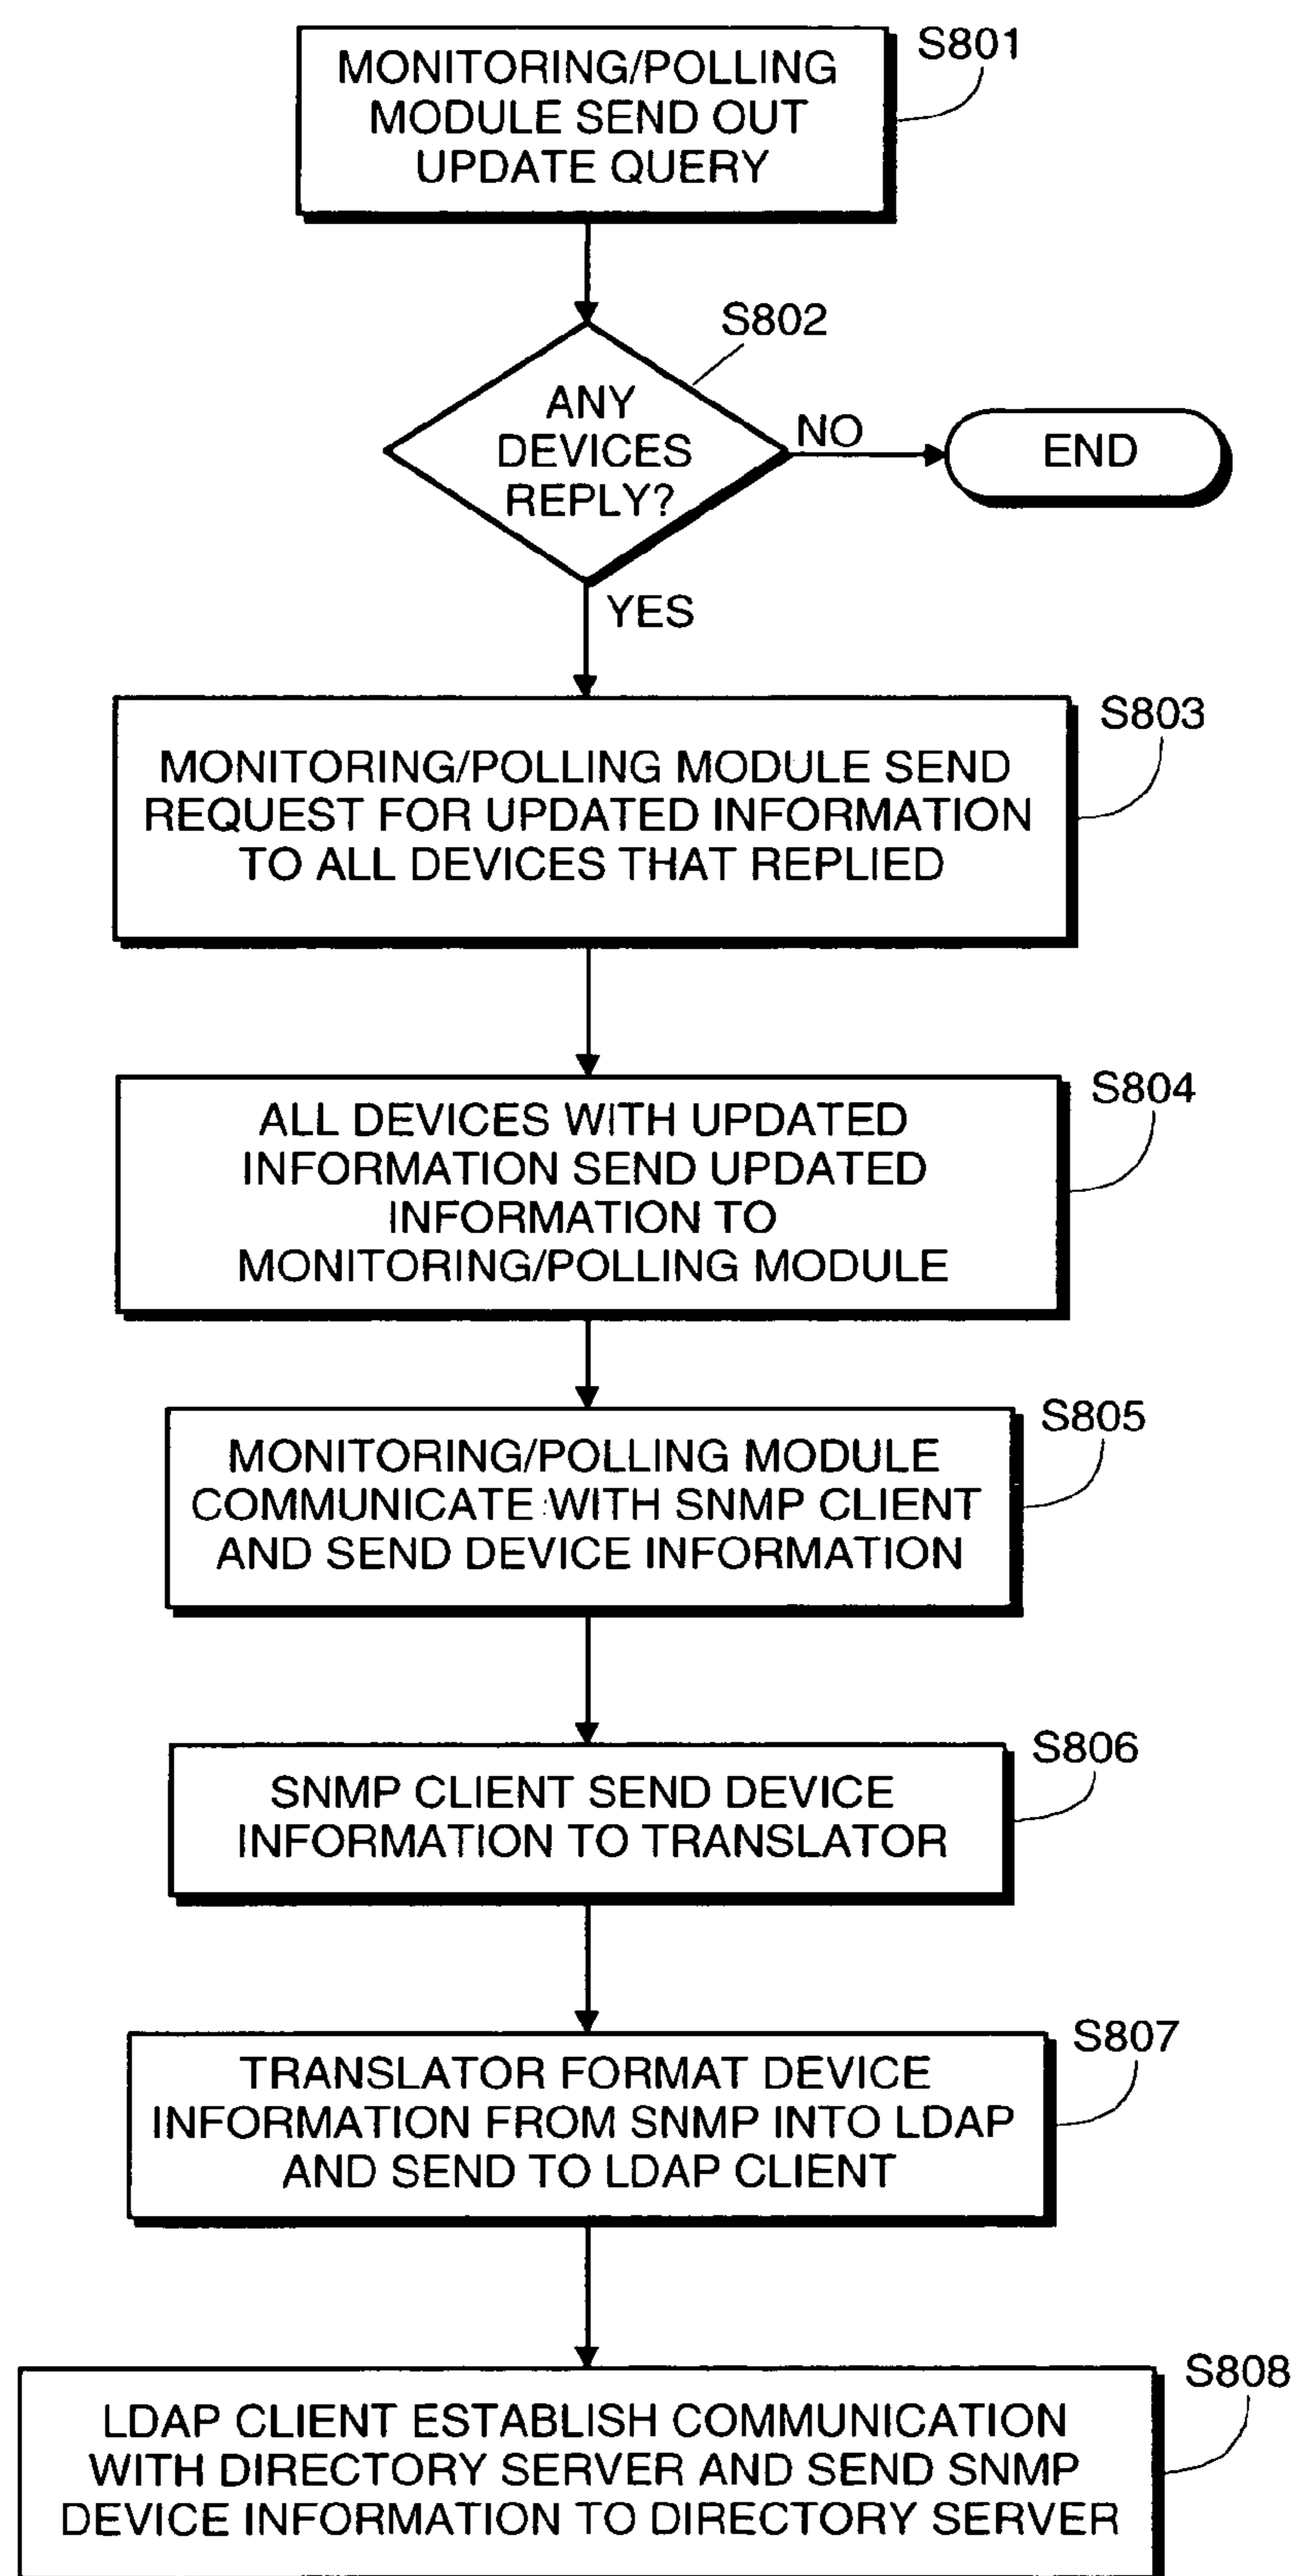 S801
MONITORING/POLLING
MODULE SEND OUT
UPDATE QUERY
S802
ANY
DEVICES
REPLY?
NO
END
YES
S803
MONITORING/POLLING MODULE SEND
REQUEST FOR UPDATED INFORMATION
TO ALL DEVICES THAT REPLIED
S804
ALL DEVICES WITH UPDATED
INFORMATION SEND UPDATED
INFORMATION TO
MONITORING/POLLING MODULE
S805
MONITORING/POLLING MODULE
COMMUNICATE WITH SNMP CLIENT
AND SEND DEVICE INFORMATION
S806
SNMP CLIENT SEND DEVICE
INFORMATION TO TRANSLATOR
S807
TRANSLATOR FORMAT DEVICE
INFORMATION FROM SNMP INTO LDAP
AND SEND TO LDAP CLIENT
S808
LDAP CLIENT ESTABLISH COMMUNICATION
WITH DIRECTORY SERVER AND SEND SNMP
DEVICE INFORMATION TO DIRECTORY SERVER